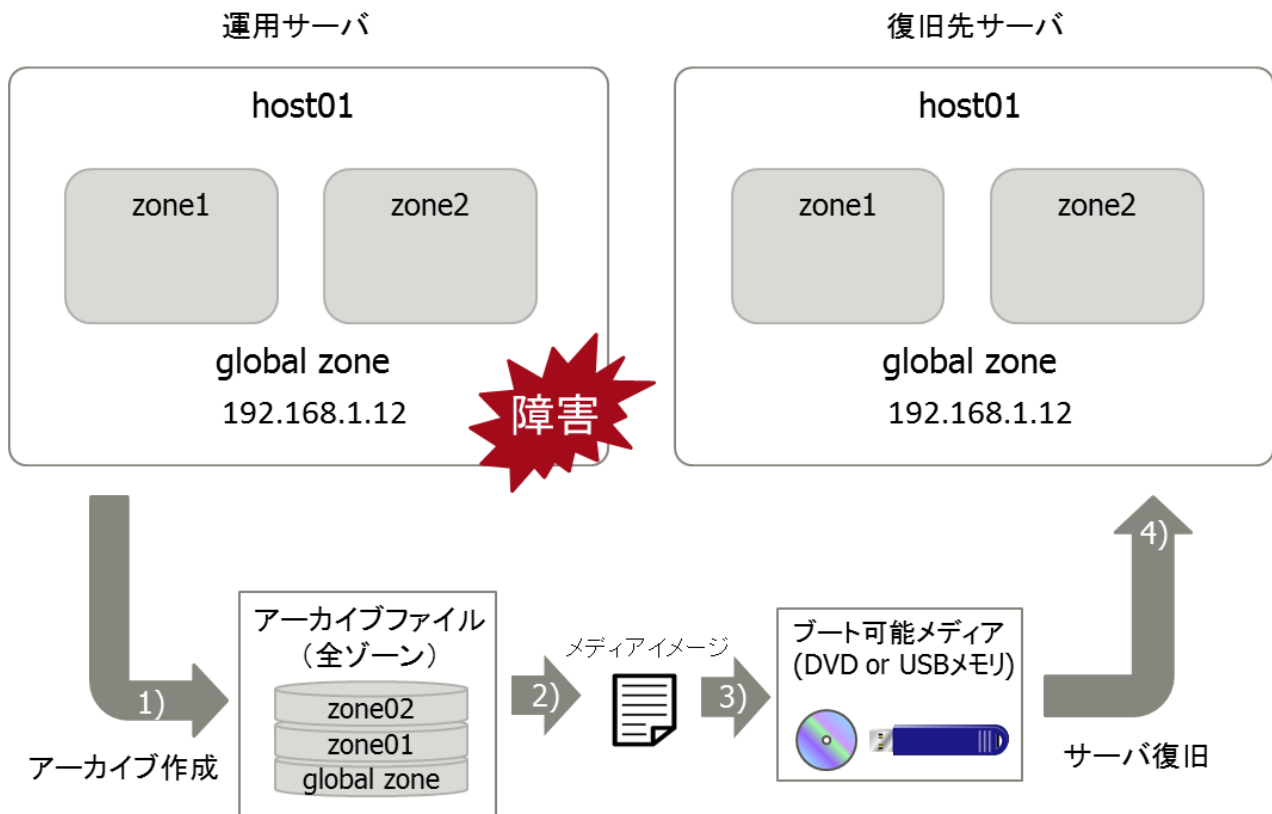 運用サーバ
復旧先サーバ
host01
zone1
zone2
global zone
192.168.1.12
障害
host01
zone1
zone2
global zone
192.168.1.12
1)
アーカイブ作成
アーカイブファイル
(全ゾーン)
zone02
zone01
global zone
2)
メディアイメージ
3)
ブート可能メディア
(DVD or USBメモリ)
4)
サーバ復旧